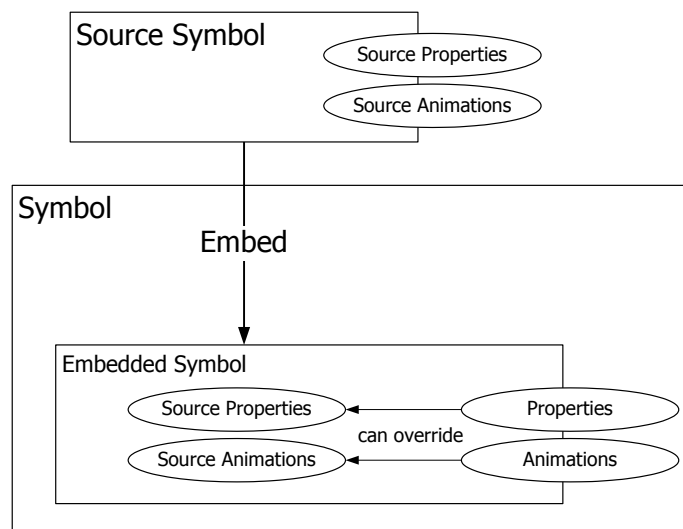 Source Symbol
Source Properties
Source Animations
Symbol
Embed
Embedded Symbol
Source Properties
Properties
can override
Source Animations
Animations